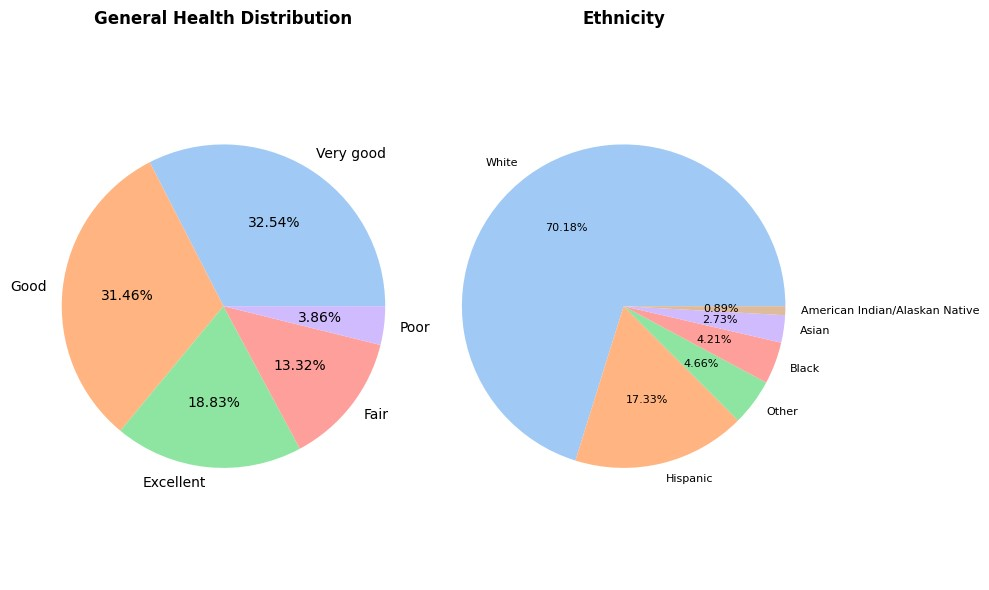 General Health Distribution
Very good
32.54%
Good
31.46%
18.83%
Excellent
13.32%
Fair
3.86%
Poor
Ethnicity
White
70.18%
17.33%
Hispanic
4.66%
Other
4.21%
Black
2.73%
Asian
0.89%
American Indian/Alaskan Native